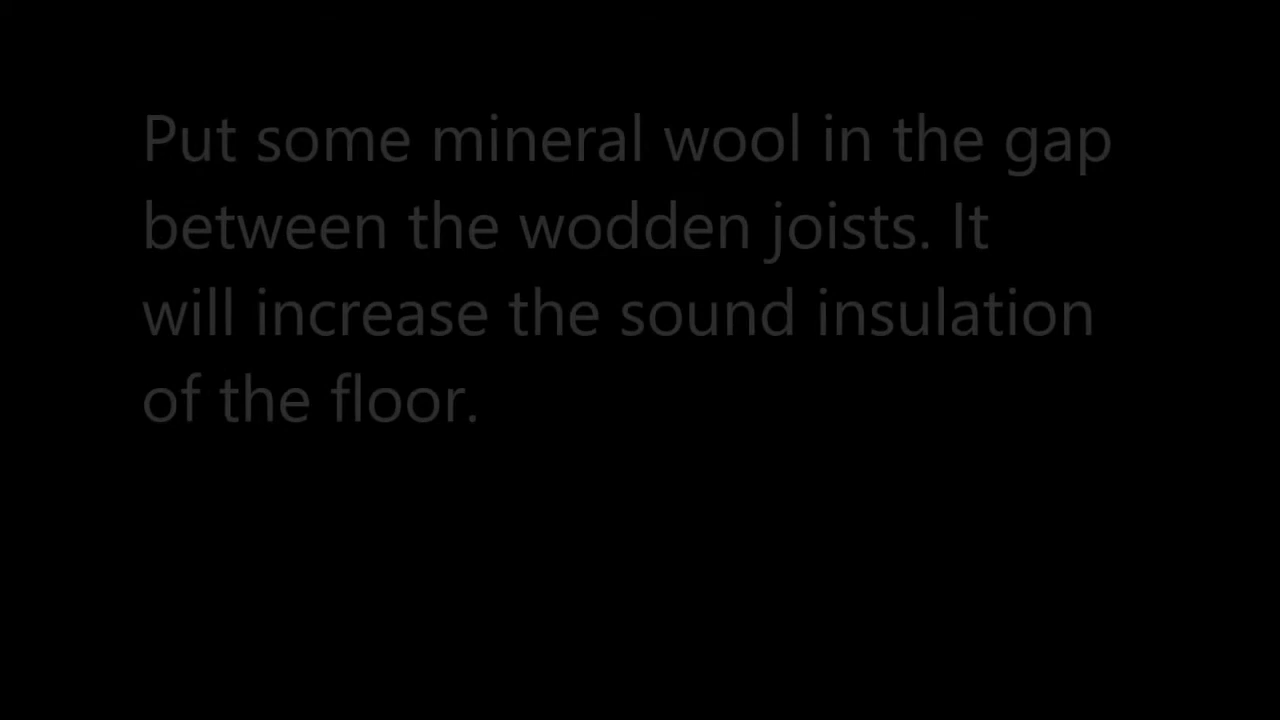 Put some mineral wool in the gap
between the wodden joists. It
will increase the sound insulation
of the floor.